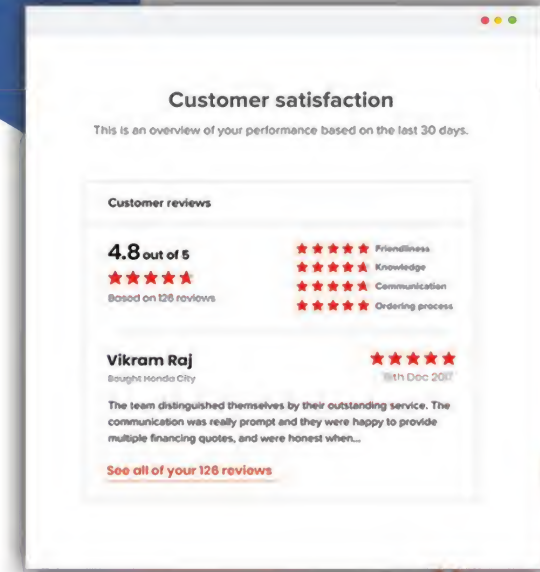 Customer satisfaction
This is an overview of your performance based on the last 30 days.
Customer reviews
4.8 out of 5
Based on 126 reviews
Friendliness
Knowledge
Communication
Ordering process
Vikram Raj
Bought Honda City
Dec 2017
The team distinguished themselves by their outstanding service. The
communication was really prompt and they were happy to provide
multiple financing quotes, and were honest when...
See all of your 126 reviews